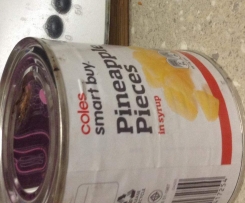 coles
smart buy.
Pineapple
Pieces
in syrup